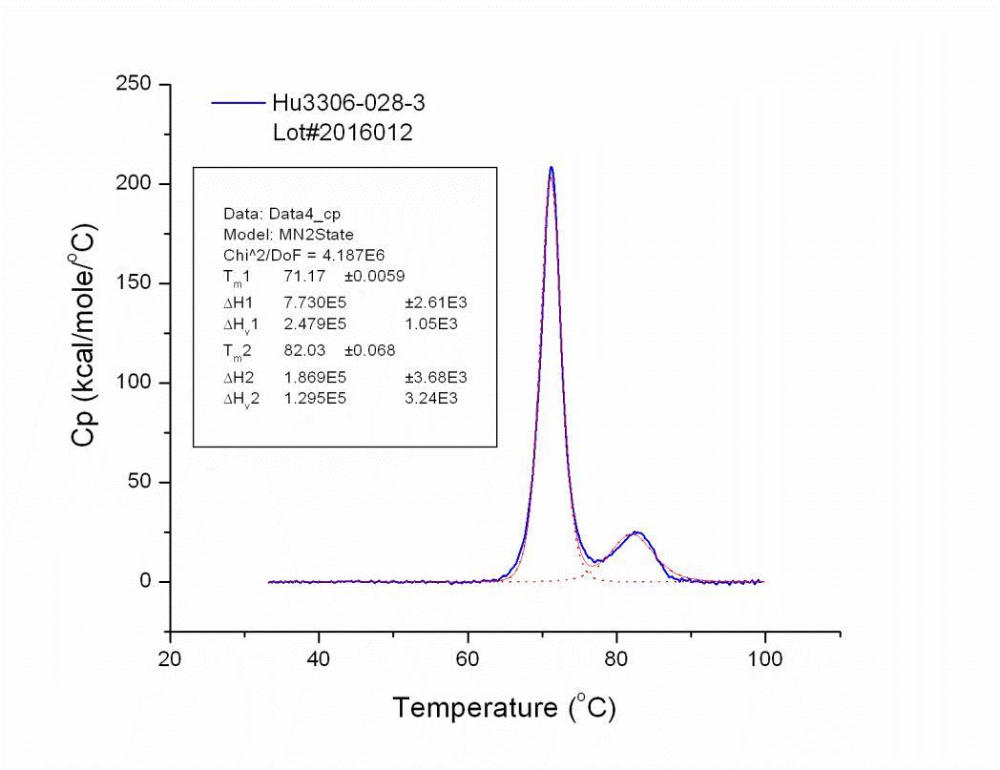 250
200
150
100
50
0
Cp (kcal/mole/°C)
Hu3306-028-3
Lot#2016012
Data: Data4_cp
Model: MN2State
Chi^2/DoF = 4.187E6
Tm1 71.17 ±0.0059
ΔH1 7.730E5 ±2.61E3
ΔHv1 2.479E5 1.05E3
Tm2 82.03 ±0.068
ΔH2 1.869E5 ±3.68E3
ΔHv2 1.295E5 3.24E3
20 40 60 80 100
Temperature (°C)